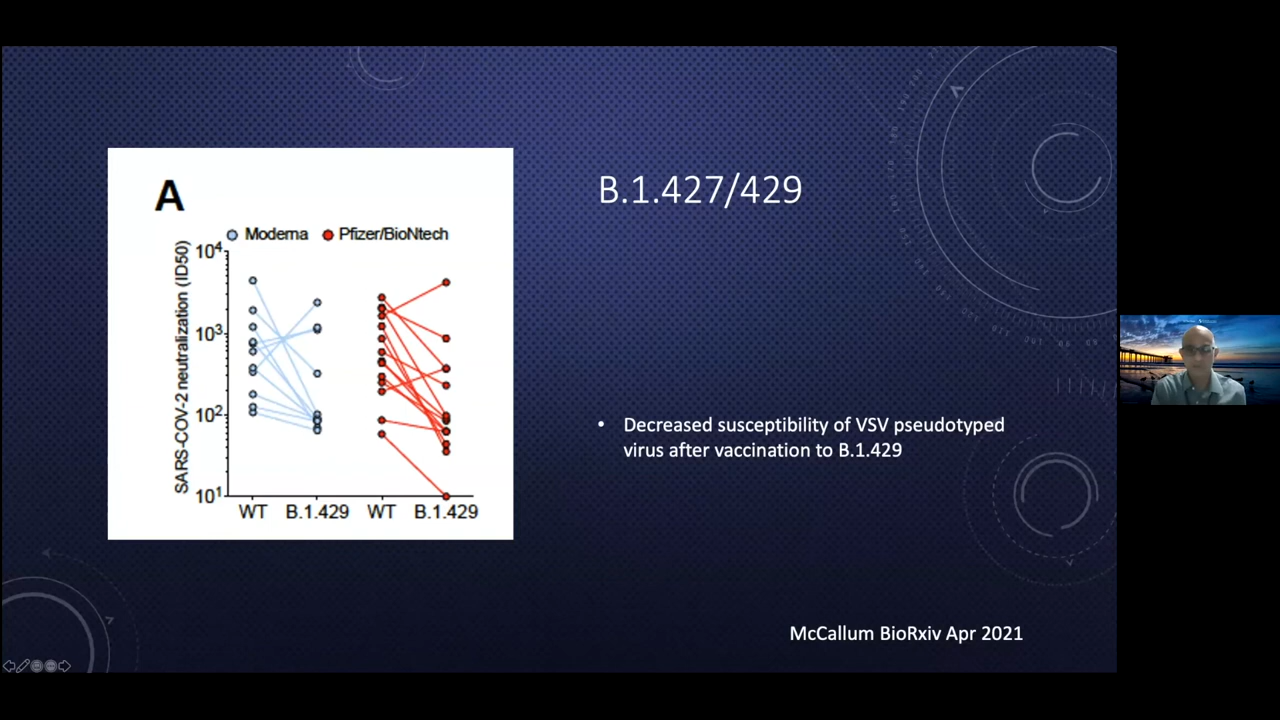 B.1.427/429
A
Moderna Pfizer/BioNtech
SARS-COV-2 neutralization (ID50)
10⁴
10³
10²
10¹
WT B.1.429 WT B.1.429
• Decreased susceptibility of VSV pseudotyped
virus after vaccination to B.1.429
McCallum BioRxiv Apr 2021